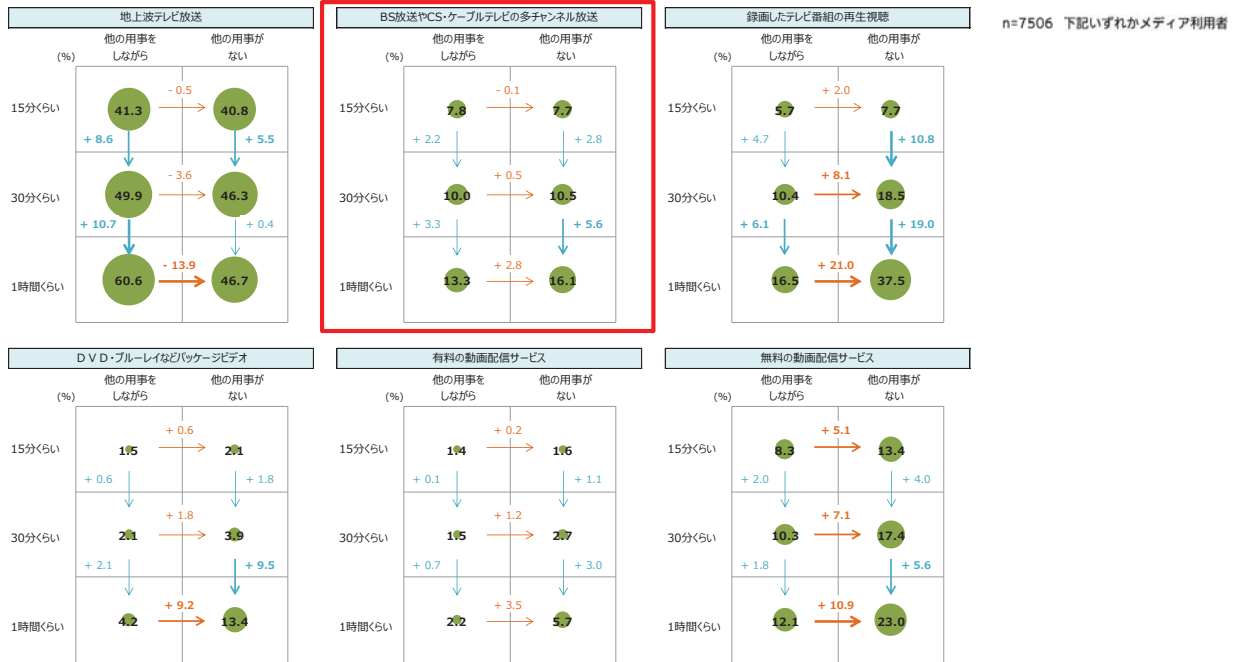 地上波テレビ放送
他の用事を 他の用事が
(%) しながら ない
15分くらい 41.3 - 0.5 40.8
+ 8.6 + 5.5
30分くらい 49.9 - 3.6 46.3
+ 10.7 + 0.4
1時間くらい 60.6 - 13.9 46.7
BS放送やCS・ケーブルテレビの多チャンネル放送
他の用事を 他の用事が
(%) しながら ない
15分くらい 7.8 - 0.1 7.7
+ 2.2 + 2.8
30分くらい 10.0 + 0.5 10.5
+ 3.3 + 5.6
1時間くらい 13.3 + 2.8 16.1
録画したテレビ番組の再生視聴
他の用事を 他の用事が
(%) しながら ない
15分くらい 5.7 + 2.0 7.7
+ 4.7 + 10.8
30分くらい 10.4 + 8.1 18.5
+ 6.1 + 19.0
1時間くらい 16.5 + 21.0 37.5
n=7506 下記いずれかメディア利用者
ＤＶＤ・ブルーレイなどパッケージビデオ
他の用事を 他の用事が
(%) しながら ない
15分くらい 1.5 + 0.6 2.1
+ 0.6 + 1.8
30分くらい 2.1 + 1.8 3.9
+ 2.1 + 9.5
1時間くらい 4.2 + 9.2 13.4
有料の動画配信サービス
他の用事を 他の用事が
(%) しながら ない
15分くらい 1.4 + 0.2 1.6
+ 0.1 + 1.1
30分くらい 1.5 + 1.2 2.7
+ 0.7 + 3.0
1時間くらい 2.2 + 3.5 5.7
無料の動画配信サービス
他の用事を 他の用事が
(%) しながら ない
15分くらい 8.3 + 5.1 13.4
+ 2.0 + 4.0
30分くらい 10.3 + 7.1 17.4
+ 1.8 + 5.6
1時間くらい 12.1 + 10.9 23.0